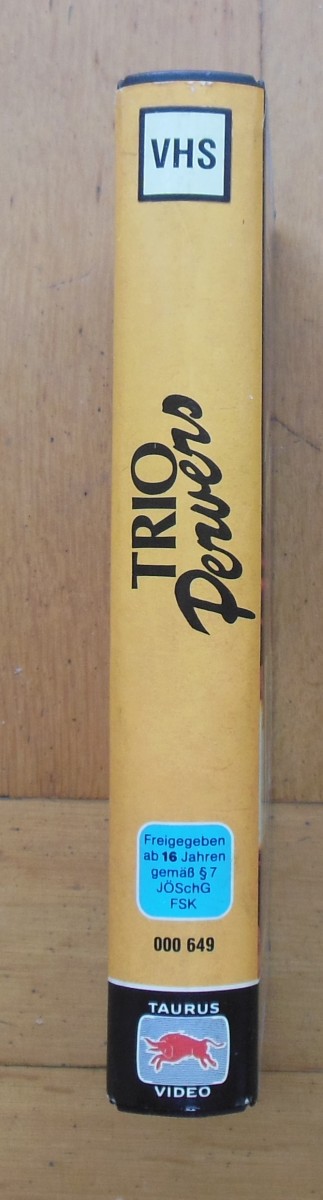 VHS
TRIO
Pervers
Freigegeben
ab 16 Jahren
gemäß § 7
JÖSchG
FSK
000 649
TAURUS
VIDEO